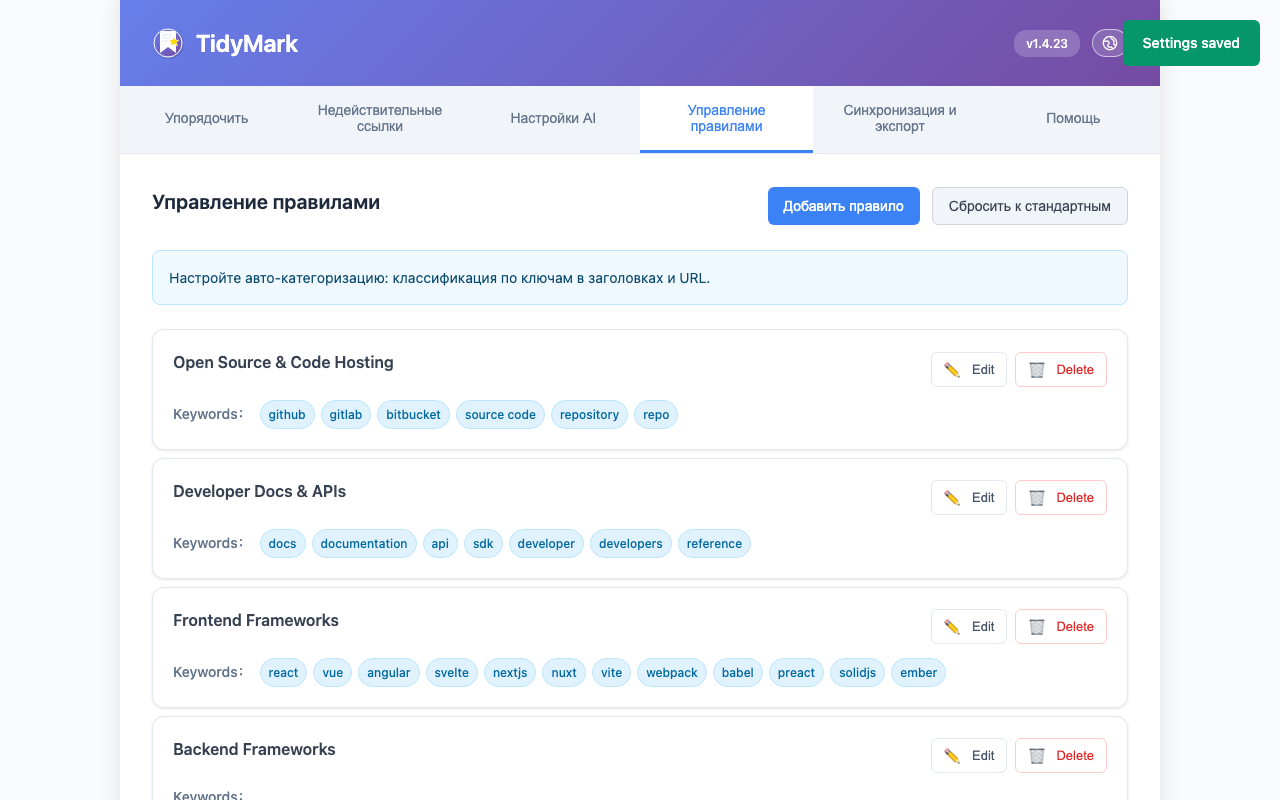 TidyMark
v1.4.23
Settings saved
Упорядочить
Недействительные
ссылки
Настройки AI
Управление
правилами
Синхронизация и
экспорт
Помощь
Управление правилами
Добавить правило
Сбросить к стандартным
Настройте авто-категоризацию: классификация по ключам в заголовках и URL.
Open Source & Code Hosting
Edit
Delete
Keywords: github gitlab bitbucket source code repository repo
Developer Docs & APIs
Edit
Delete
Keywords: docs documentation api sdk developer developers reference
Frontend Frameworks
Edit
Delete
Keywords: react vue angular svelte nextjs nuxt vite webpack babel preact solidjs ember
Backend Frameworks
Edit
Delete
Keywords: